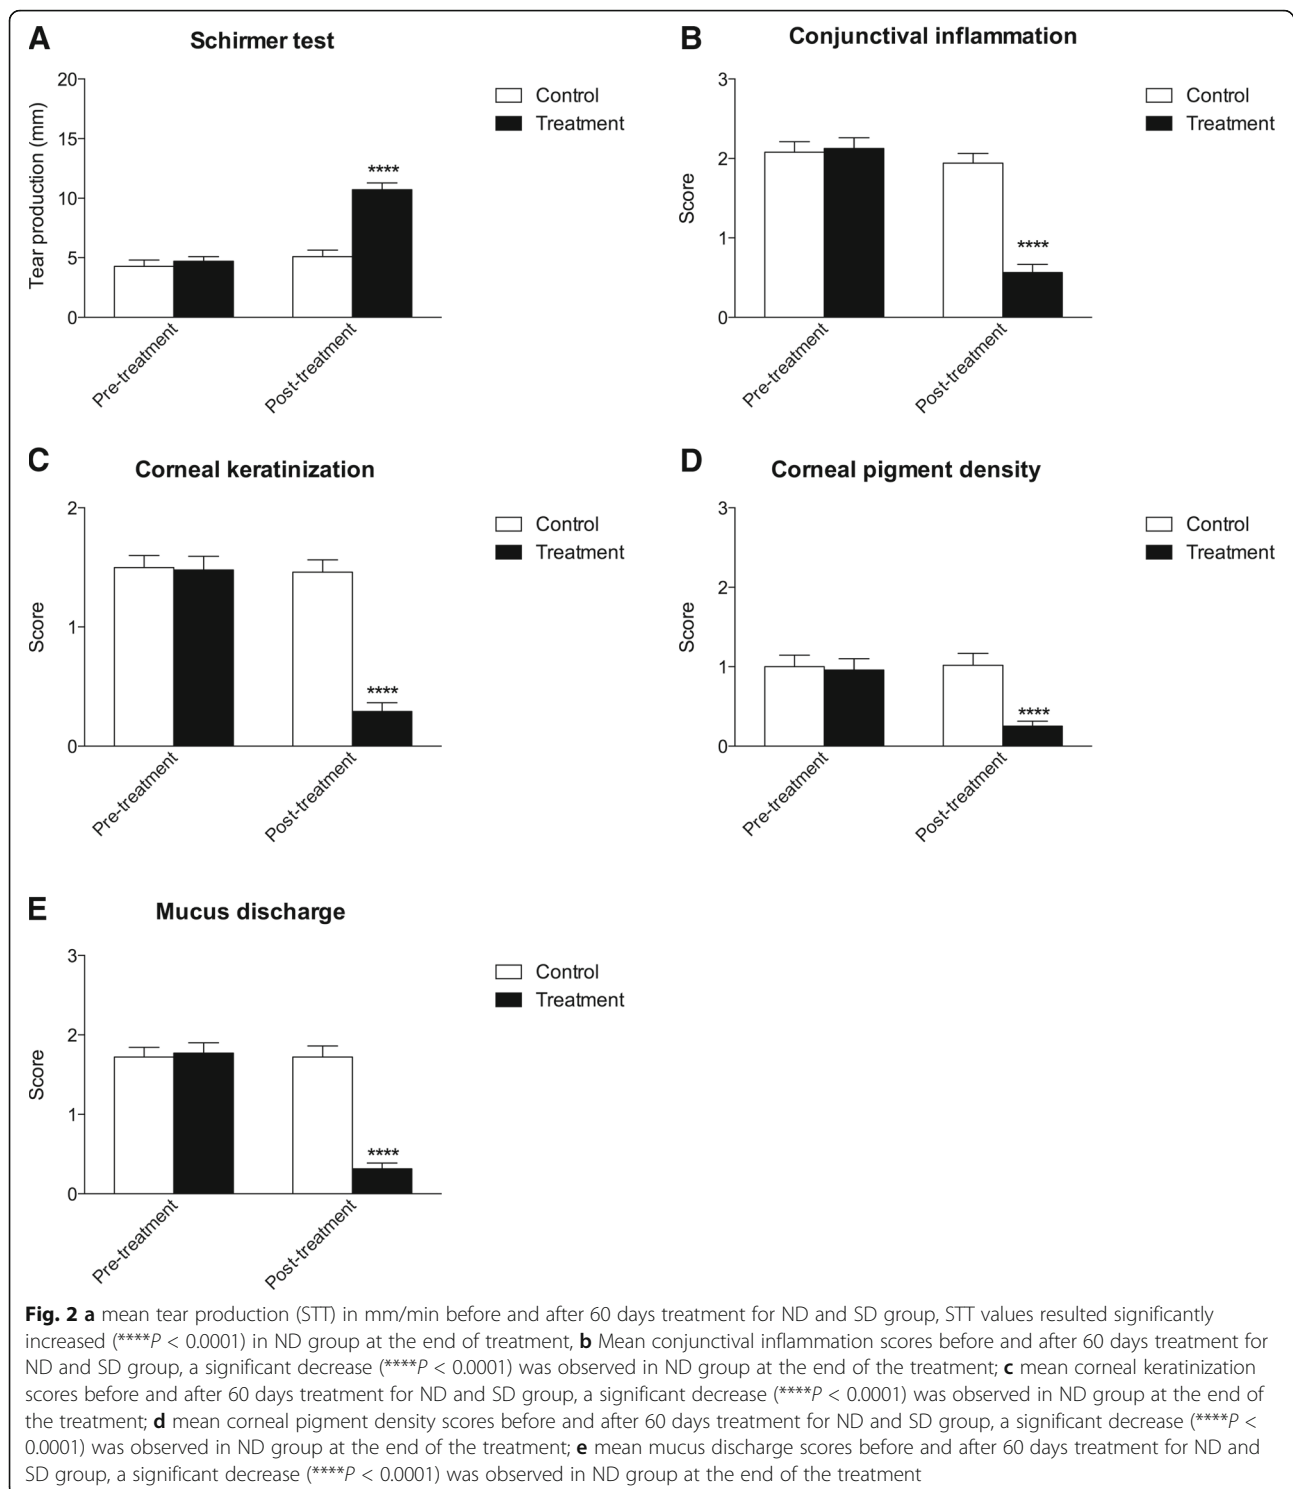 A
Schirmer test
Tear production (mm)
20
15
10
5
0
****
Pre-treatment
Post-treatment
Control
Treatment
B
Conjunctival inflammation
Score
3
2
1
0
****
Pre-treatment
Post-treatment
Control
Treatment
C
Corneal keratinization
Score
2
1
0
****
Pre-treatment
Post-treatment
Control
Treatment
D
Corneal pigment density
Score
3
2
1
0
****
Pre-treatment
Post-treatment
Control
Treatment
E
Mucus discharge
Score
3
2
1
0
****
Pre-treatment
Post-treatment
Control
Treatment
Fig. 2 a mean tear production (STT) in mm/min before and after 60 days treatment for ND and SD group, STT values resulted significantly
increased (****P < 0.0001) in ND group at the end of treatment, b Mean conjunctival inflammation scores before and after 60 days treatment for
ND and SD group, a significant decrease (****P < 0.0001) was observed in ND group at the end of the treatment; c mean corneal keratinization
scores before and after 60 days treatment for ND and SD group, a significant decrease (****P < 0.0001) was observed in ND group at the end of
the treatment; d mean corneal pigment density scores before and after 60 days treatment for ND and SD group, a significant decrease (****P <
0.0001) was observed in ND group at the end of the treatment; e mean mucus discharge scores before and after 60 days treatment for ND and
SD group, a significant decrease (****P < 0.0001) was observed in ND group at the end of the treatment